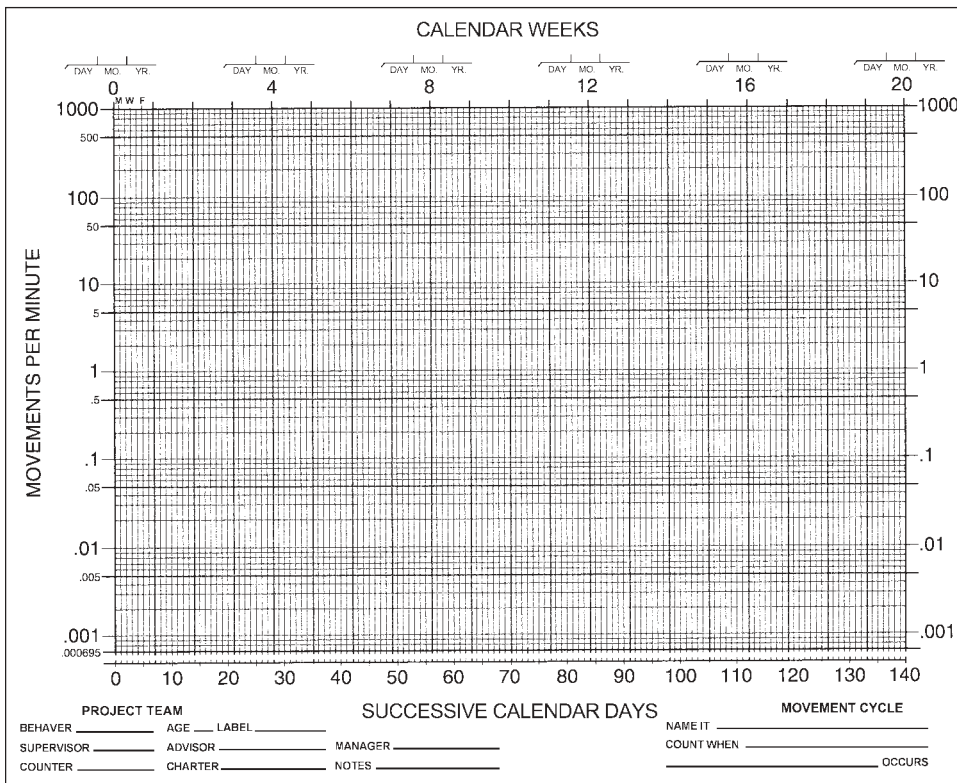 CALENDAR WEEKS
DAY MO. YR. DAY MO. YR. DAY MO. YR. DAY MO. YR. DAY MO. YR. DAY MO. YR.
0 4 8 12 16 20
M W F
1000 1000
500
100 100
50
10 10
5
1 1
.5
.1 .1
.05
.01 .01
.005
.001 .001
.000695
MOVEMENTS PER MINUTE
0 10 20 30 40 50 60 70 80 90 100 110 120 130 140
SUCCESSIVE CALENDAR DAYS
PROJECT TEAM
BEHAVER AGE LABEL
SUPERVISOR ADVISOR MANAGER
COUNTER CHARTER NOTES
MOVEMENT CYCLE
NAME IT
COUNT WHEN
OCCURS